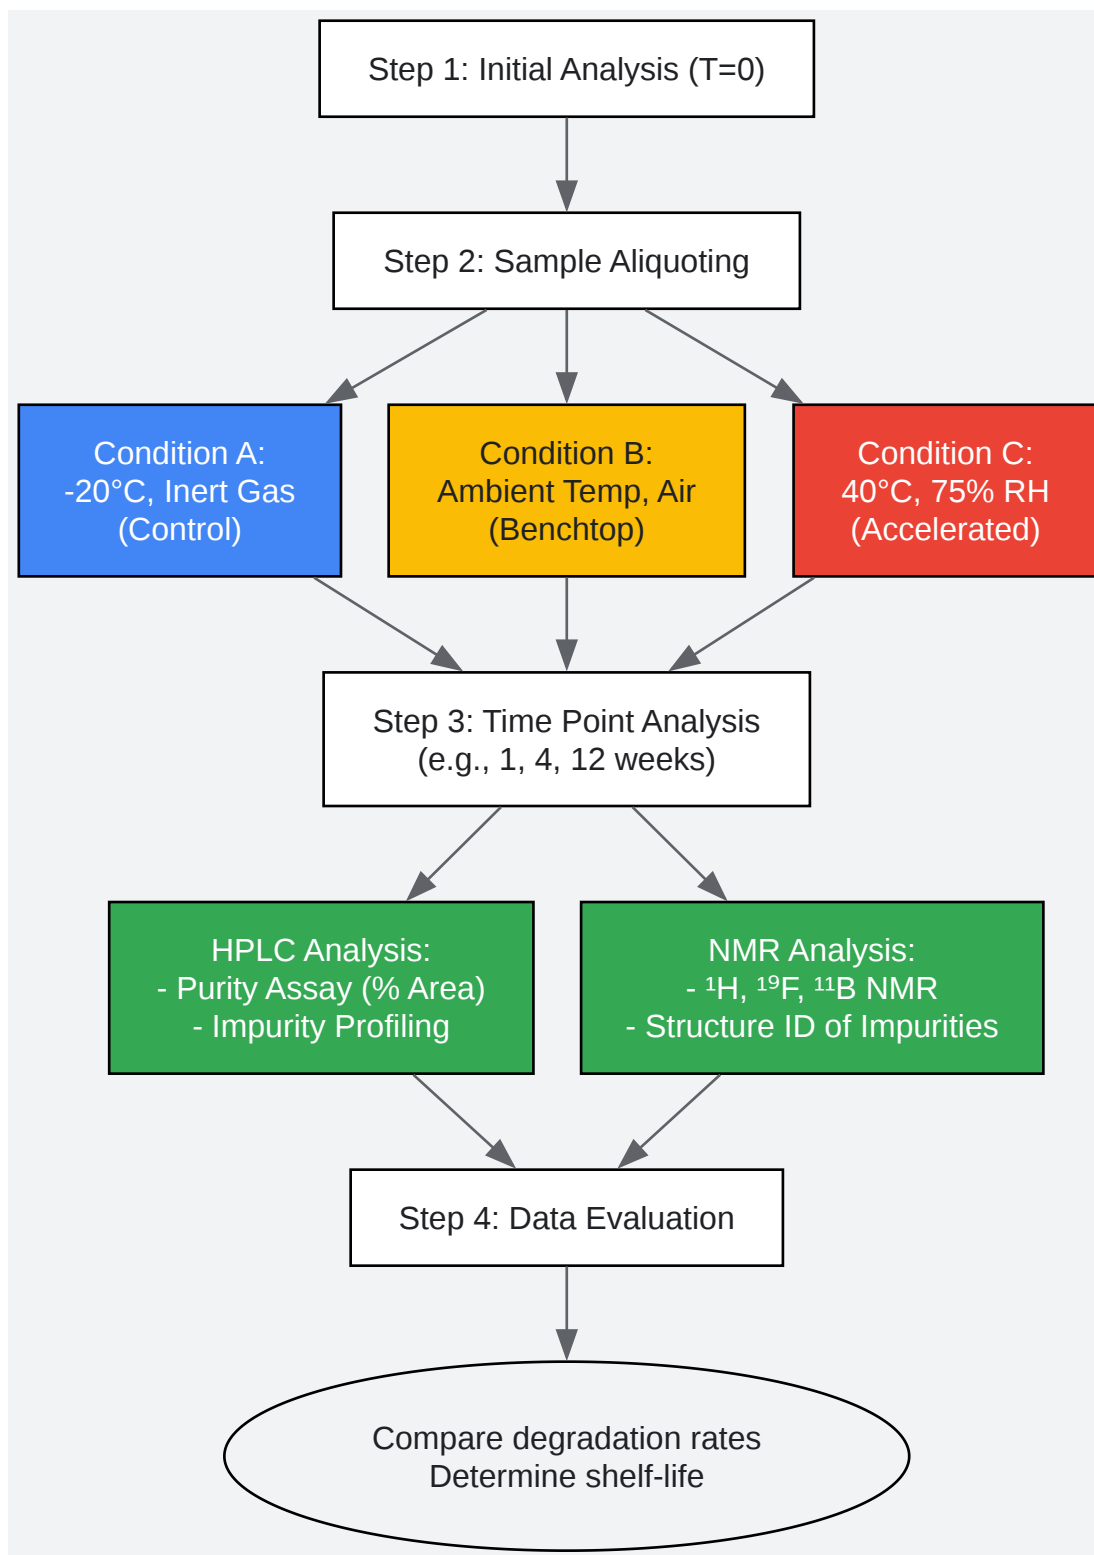 Step 1: Initial Analysis (T=0)
Step 2: Sample Aliquoting
Condition A:
-20°C, Inert Gas
(Control)
Condition B:
Ambient Temp, Air
(Benchtop)
Condition C:
40°C, 75% RH
(Accelerated)
Step 3: Time Point Analysis
(e.g., 1, 4, 12 weeks)
HPLC Analysis:
- Purity Assay (% Area)
- Impurity Profiling
NMR Analysis:
- ¹H, ¹⁹F, ¹¹B NMR
- Structure ID of Impurities
Step 4: Data Evaluation
Compare degradation rates
Determine shelf-life